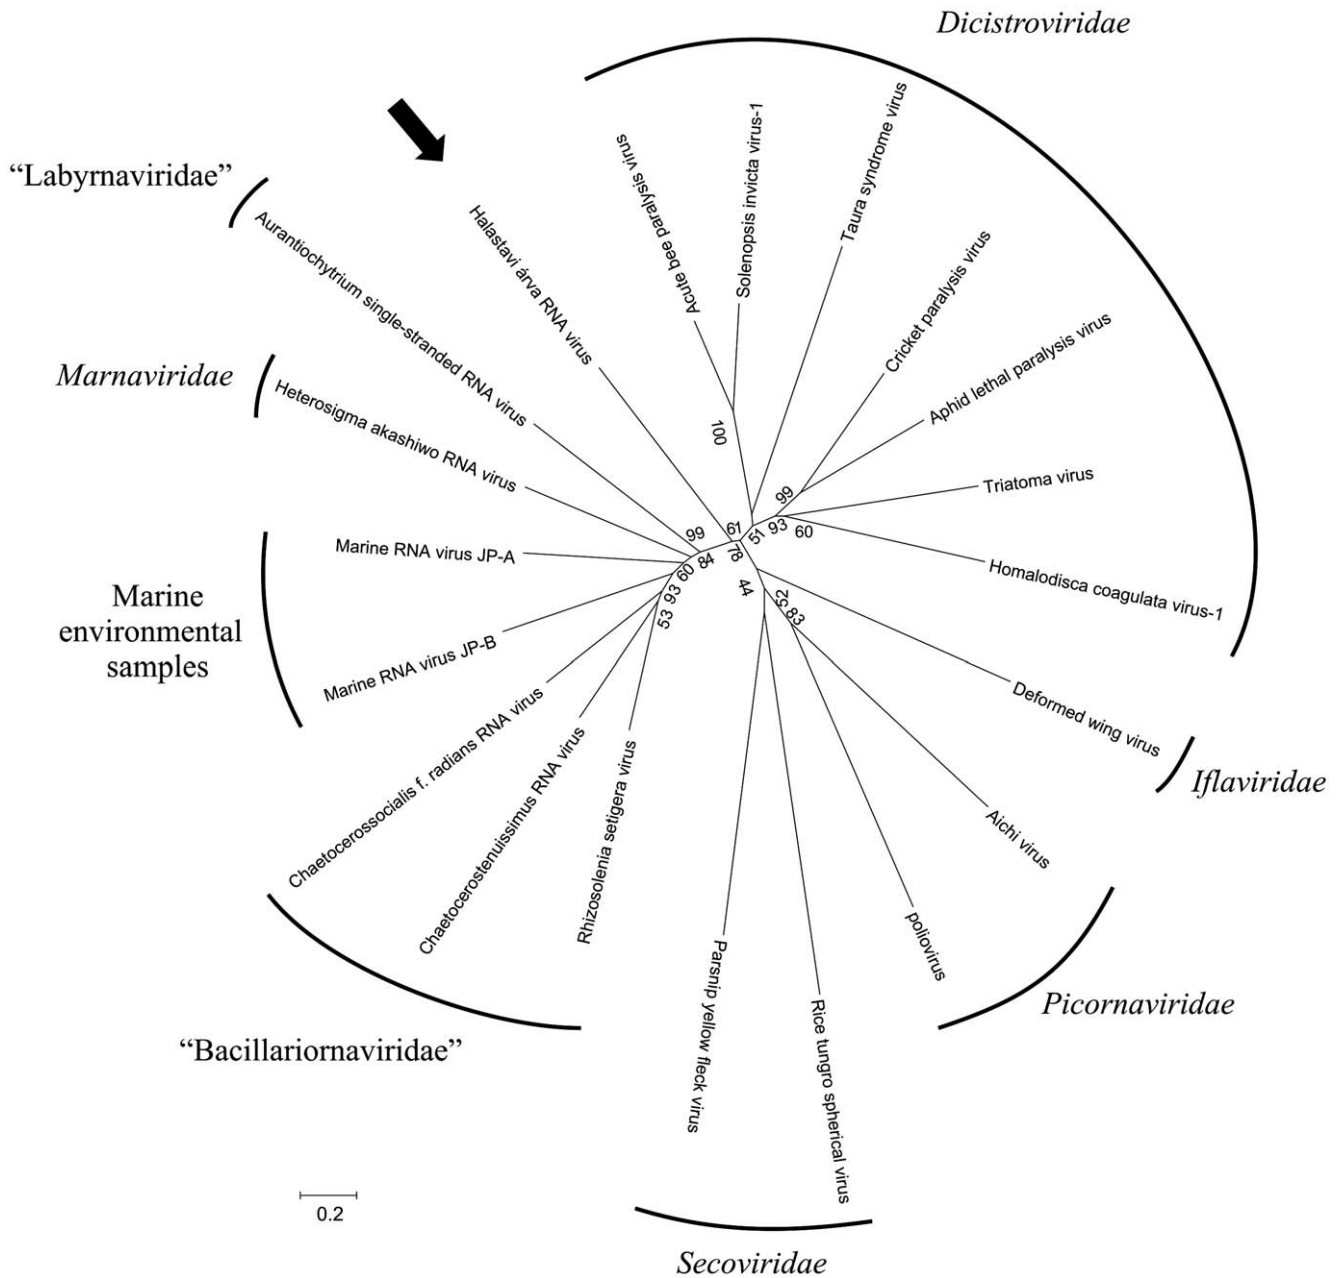 Dicistroviridae
Acute bee paralysis virus
Solenopsis invicta virus-1
Taura syndrome virus
Cricket paralysis virus
Aphid lethal paralysis virus
Triatoma virus
Homalodisca coagulata virus-1
“Labyrnaviridae”
Aurantiochytrium single-stranded RNA virus
Halastavi árva RNA virus
Marnaviridae
Heterosigma akashiwo RNA virus
Marine RNA virus JP-A
Marine
environmental
samples
Marine RNA virus JP-B
Chaetocerossocialis f. radians RNA virus
Chaetocerostenuissimus RNA virus
Rhizosolenia setigera virus
“Bacillariornaviridae”
100
99
93
60
51
61
78
99
84
60
93
53
44
52
83
Deformed wing virus
Iflaviridae
Aichi virus
poliovirus
Picornaviridae
Parsnip yellow fleck virus
Rice tungro spherical virus
Secoviridae
0.2